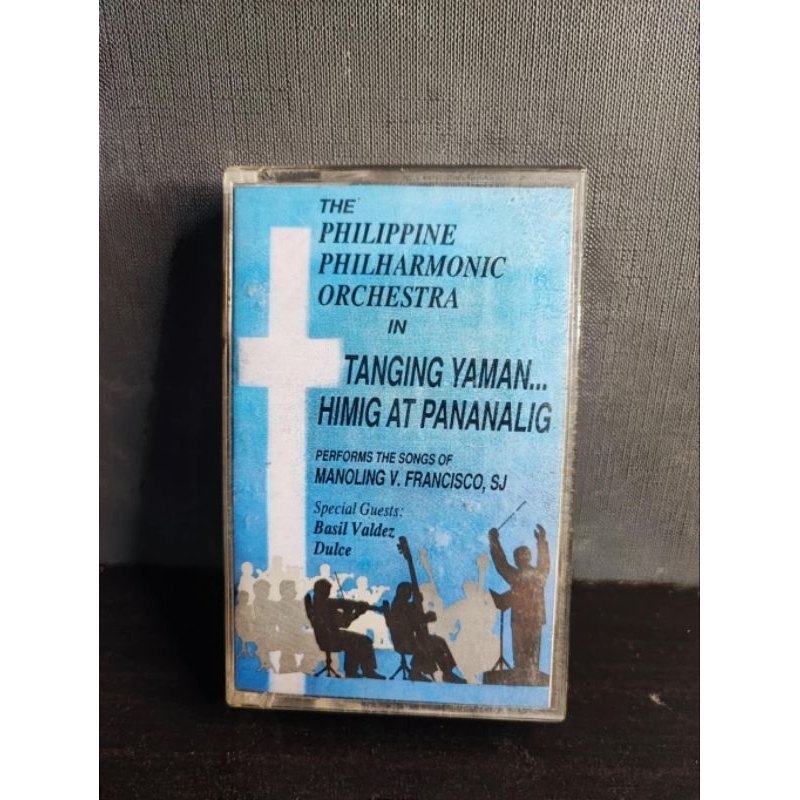 THE
PHILIPPINE
PHILHARMONIC
ORCHESTRA
IN
TANGING YAMAN...
HIMIG AT PANANALIG
PERFORMS THE SONGS OF
MANOLING V. FRANCISCO, SJ
Special Guests:
Basil Valdez
Dulce